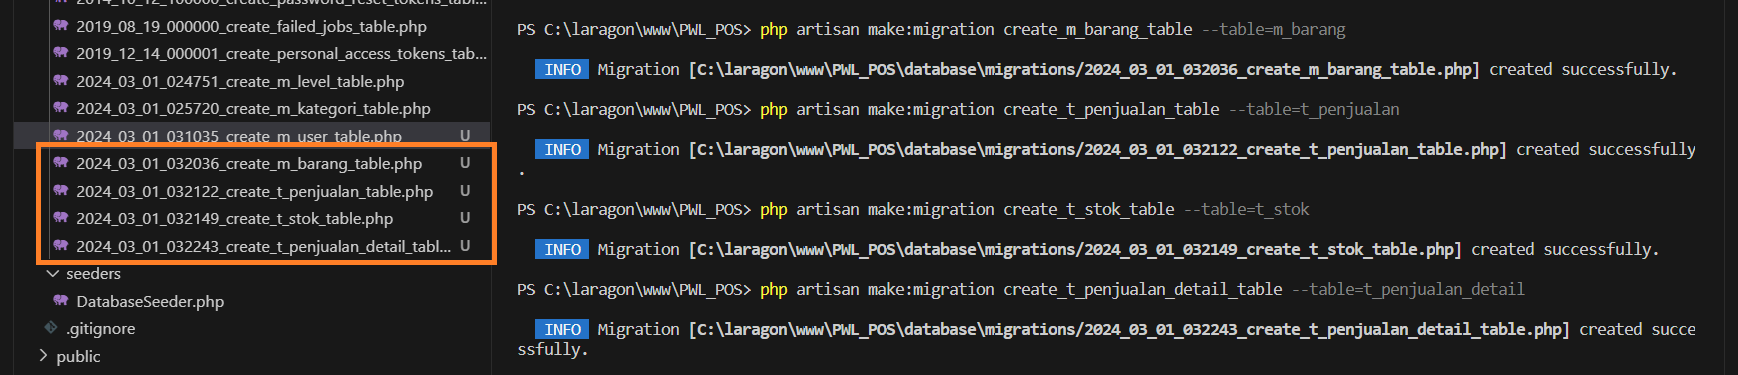 2014_10_12_100000_create_password_reset_tokens_tabl...
2019_08_19_000000_create_failed_jobs_table.php
2019_12_14_000001_create_personal_access_tokens_tab...
2024_03_01_024751_create_m_level_table.php
2024_03_01_025720_create_m_kategori_table.php
2024_03_01_031035_create_m_user_table.php U
2024_03_01_032036_create_m_barang_table.php U
2024_03_01_032122_create_t_penjualan_table.php U
2024_03_01_032149_create_t_stok_table.php U
2024_03_01_032243_create_t_penjualan_detail_tabl... U
seeders
DatabaseSeeder.php
.gitignore
public
PS C:\laragon\www\PWL_POS> php artisan make:migration create_m_barang_table --table=m_barang
INFO Migration [C:\laragon\www\PWL_POS\database\migrations/2024_03_01_032036_create_m_barang_table.php] created successfully.
PS C:\laragon\www\PWL_POS> php artisan make:migration create_t_penjualan_table --table=t_penjualan
INFO Migration [C:\laragon\www\PWL_POS\database\migrations/2024_03_01_032122_create_t_penjualan_table.php] created successfully
.
PS C:\laragon\www\PWL_POS> php artisan make:migration create_t_stok_table --table=t_stok
INFO Migration [C:\laragon\www\PWL_POS\database\migrations/2024_03_01_032149_create_t_stok_table.php] created successfully.
PS C:\laragon\www\PWL_POS> php artisan make:migration create_t_penjualan_detail_table --table=t_penjualan_detail
INFO Migration [C:\laragon\www\PWL_POS\database\migrations/2024_03_01_032243_create_t_penjualan_detail_table.php] created succe
ssfully.